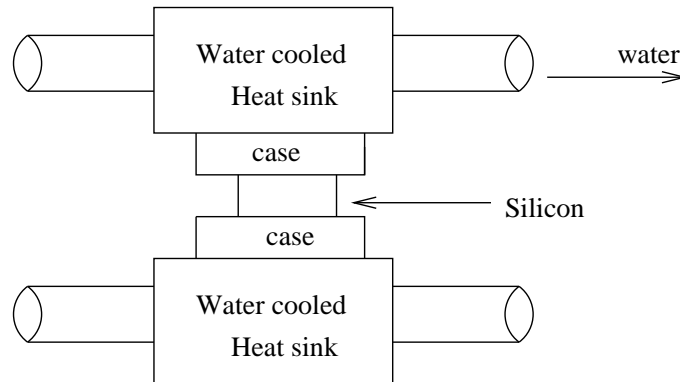 Water cooled
Heat sink
water
case
Silicon
case
Water cooled
Heat sink